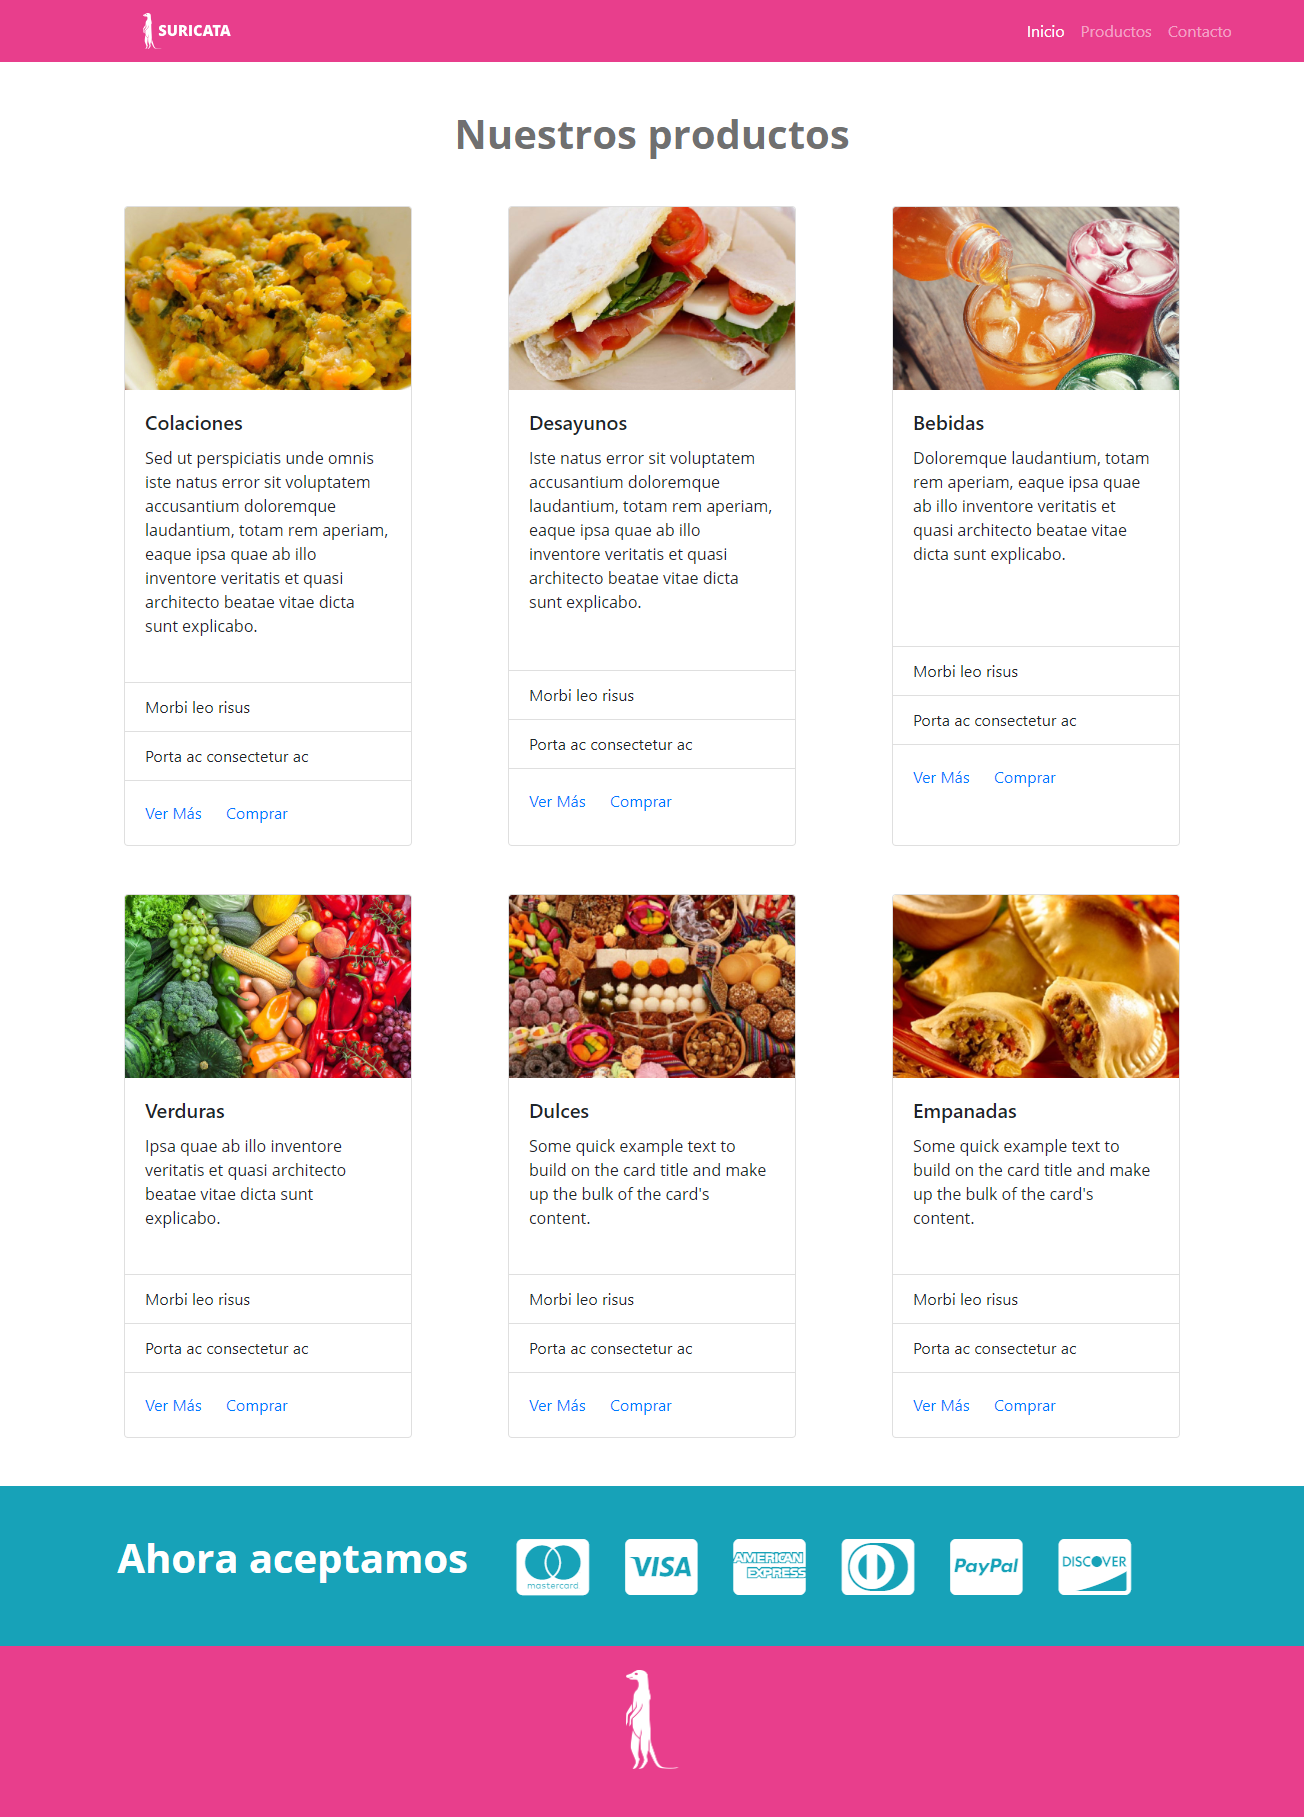 SURICATA
Inicio Productos Contacto
Nuestros productos
Colaciones
Sed ut perspiciatis unde omnis
iste natus error sit voluptatem
accusantium doloremque
laudantium, totam rem aperiam,
eaque ipsa quae ab illo
inventore veritatis et quasi
architecto beatae vitae dicta
sunt explicabo.
Morbi leo risus
Porta ac consectetur ac
Ver Más Comprar
Desayunos
Iste natus error sit voluptatem
accusantium doloremque
laudantium, totam rem aperiam,
eaque ipsa quae ab illo
inventore veritatis et quasi
architecto beatae vitae dicta
sunt explicabo.
Morbi leo risus
Porta ac consectetur ac
Ver Más Comprar
Bebidas
Doloremque laudantium, totam
rem aperiam, eaque ipsa quae
ab illo inventore veritatis et
quasi architecto beatae vitae
dicta sunt explicabo.
Morbi leo risus
Porta ac consectetur ac
Ver Más Comprar
Verduras
Ipsa quae ab illo inventore
veritatis et quasi architecto
beatae vitae dicta sunt
explicabo.
Morbi leo risus
Porta ac consectetur ac
Ver Más Comprar
Dulces
Some quick example text to
build on the card title and make
up the bulk of the card's
content.
Morbi leo risus
Porta ac consectetur ac
Ver Más Comprar
Empanadas
Some quick example text to
build on the card title and make
up the bulk of the card's
content.
Morbi leo risus
Porta ac consectetur ac
Ver Más Comprar
Ahora aceptamos
mastercard
VISA
AMERICAN
EXPRESS
PayPal
DISCOVER